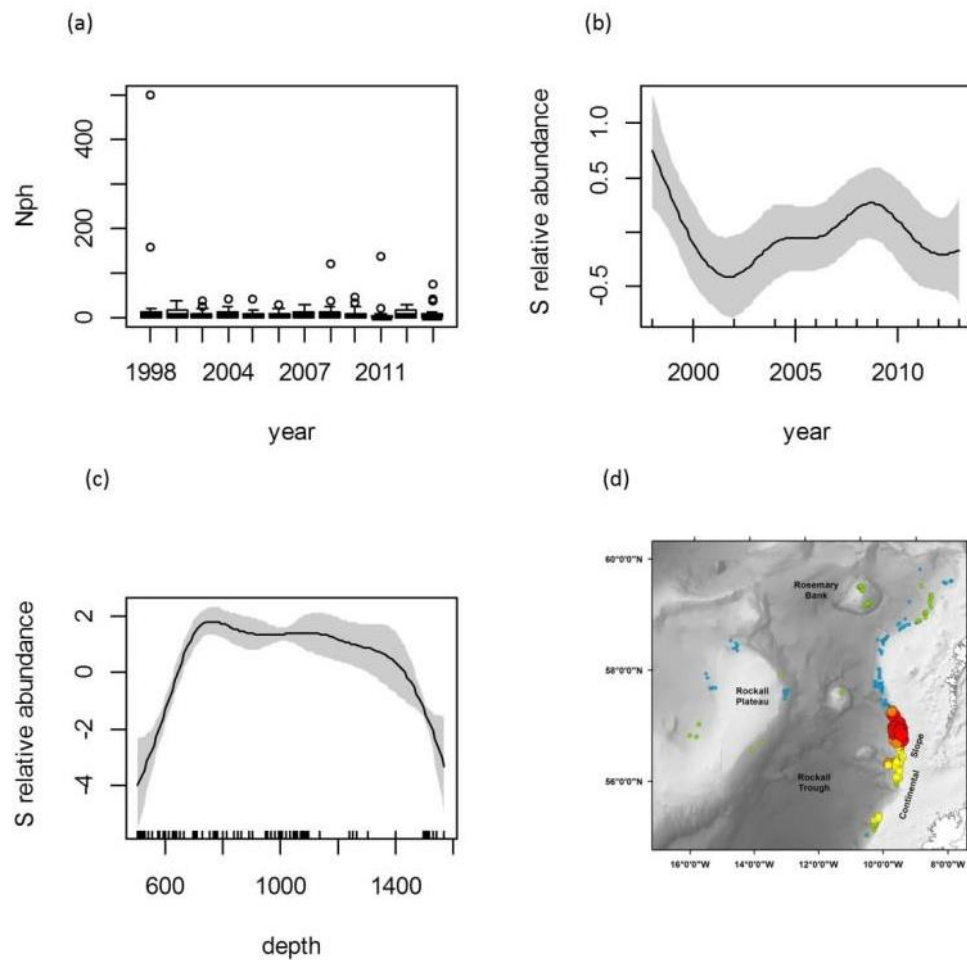 (a)
Nph
0 200 400
1998 2004 2007 2011
year
(b)
S relative abundance
-0.5 0.5 1.0
2000 2005 2010
year
(c)
S relative abundance
-4 -2 0 2
600 1000 1400
depth
(d)
60°0'0"N
58°0'0"N
56°0'0"N
Rosemary
Bank
Rockall
Plateau
Rockall
Trough
Continental
Slope
16°0'0"W 14°0'0"W 12°0'0"W 10°0'0"W 8°0'0"W